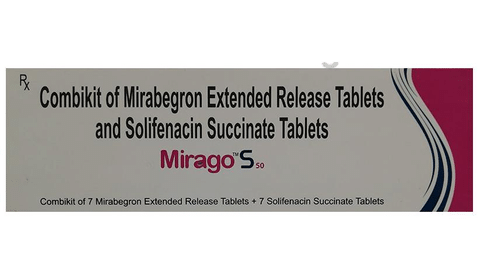 Rx
Combikit of Mirabegron Extended Release Tablets
and Solifenacin Succinate Tablets
Mirago™S 50
Combikit of 7 Mirabegron Extended Release Tablets + 7 Solifenacin Succinate Tablets